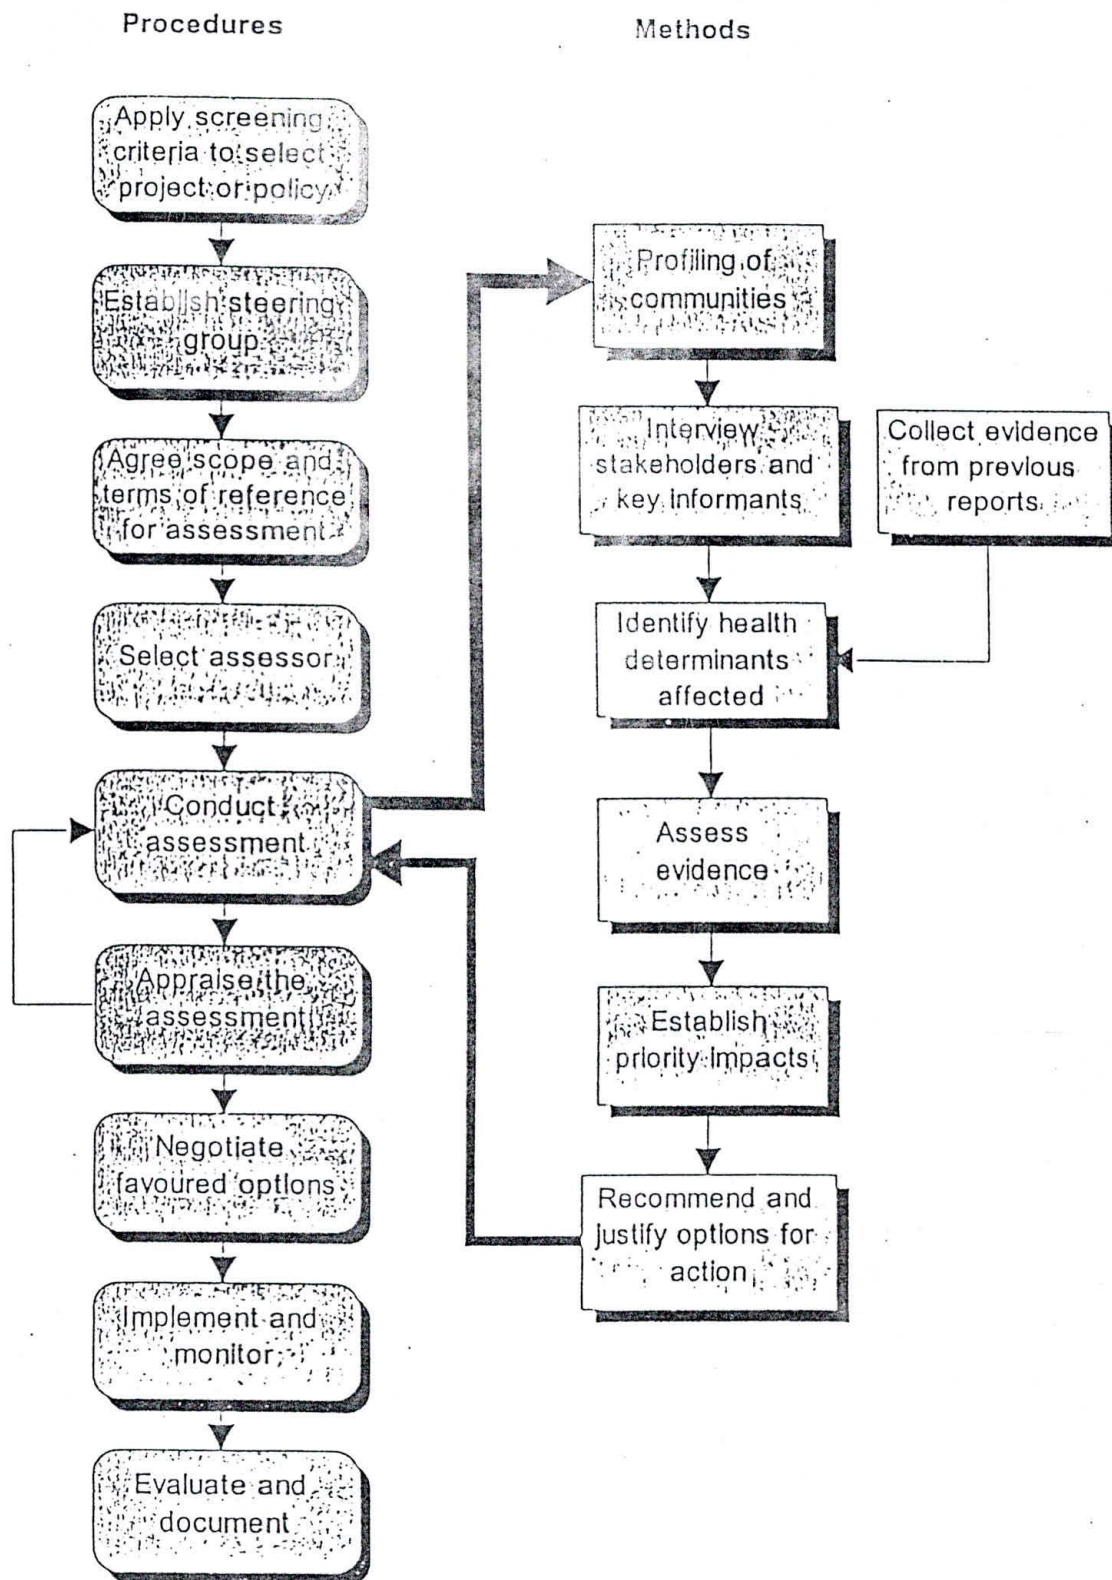 Procedures
Methods
Apply screening
criteria to select
project or policy
Establish steering
group
Agree scope and
terms of reference
for assessment
Select assessor
Conduct
assessment
Appraise the
assessment
Negotiate
favoured options
Implement and
monitor
Evaluate and
document
Profiling of
communities
Interview
stakeholders and
key informants
Collect evidence
from previous
reports
Identify health
determinants
affected
Assess
evidence
Establish
priority impacts
Recommend and
justify options for
action